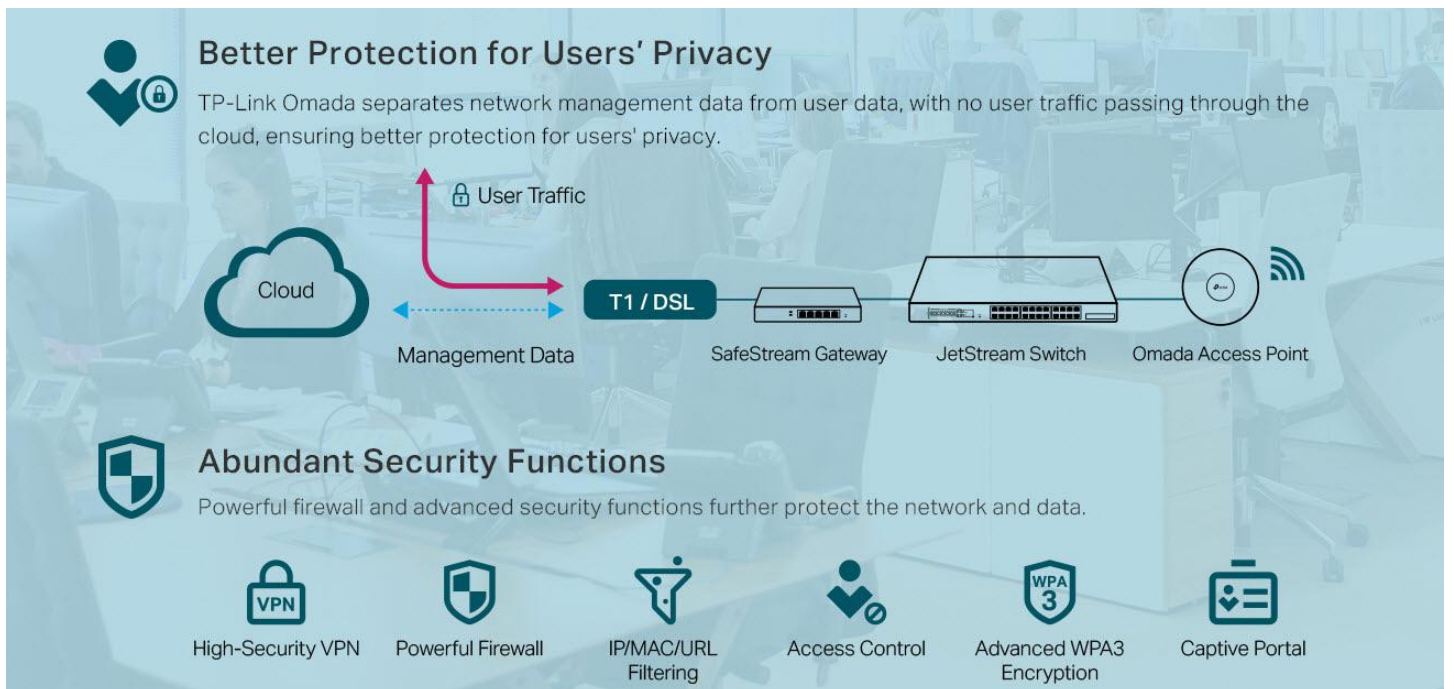 Better Protection for Users' Privacy
TP-Link Omada separates network management data from user data, with no user traffic passing through the
cloud, ensuring better protection for users' privacy.
User Traffic
Cloud
T1 / DSL
Management Data
SafeStream Gateway
JetStream Switch
Omada Access Point
Abundant Security Functions
Powerful firewall and advanced security functions further protect the network and data.
VPN
WPA
3
High-Security VPN
Powerful Firewall
IP/MAC/URL
Filtering
Access Control
Advanced WPA3
Encryption
Captive Portal